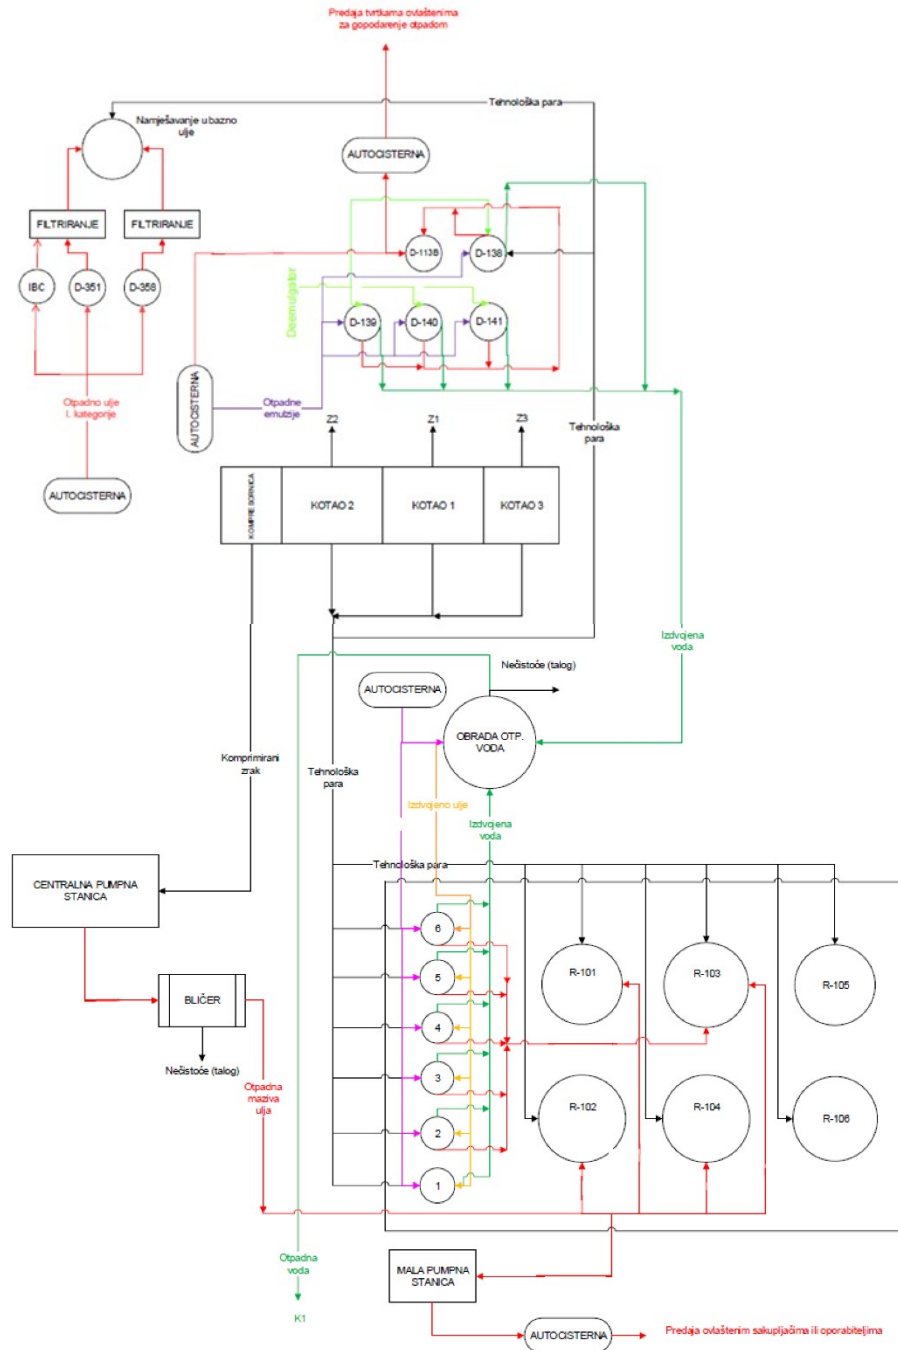 Predaja tvrtkama ovlaštenima
za gopodarenje otpadom
Tehnološka para
Namješavanje u bazno
ulje
AUTOCISTERNA
FILTRIRANJE
FILTRIRANJE
D-113B
D-138
IBC
D-351
D-358
Deemulgator
D-139
D-140
D-141
AUTOCISTERNA
Otpadno ulje
I. kategorije
Otpadne
emulzije
Z2
Z1
Z3
Tehnološka
para
AUTOCISTERNA
KOMPRESORNICA
KOTAO 2
KOTAO 1
KOTAO 3
Izdvojena
voda
Nečistoće (talog)
AUTOCISTERNA
OBRADA OTP.
VODA
Komprimirani
zrak
Tehnološka
para
Izdvojeno ulje
Izdvojena
voda
Tehnološka para
CENTRALNA PUMPNA
STANICA
6
R-101
R-103
5
R-105
BLIČER
4
Nečistoće (talog)
3
Otpadna
maziva
ulja
R-102
R-104
R-106
2
1
Otpadna
voda
MALA PUMPNA
STANICA
K1
AUTOCISTERNA
Predaja ovlaštenim sakupljačima ili oporabiteljima